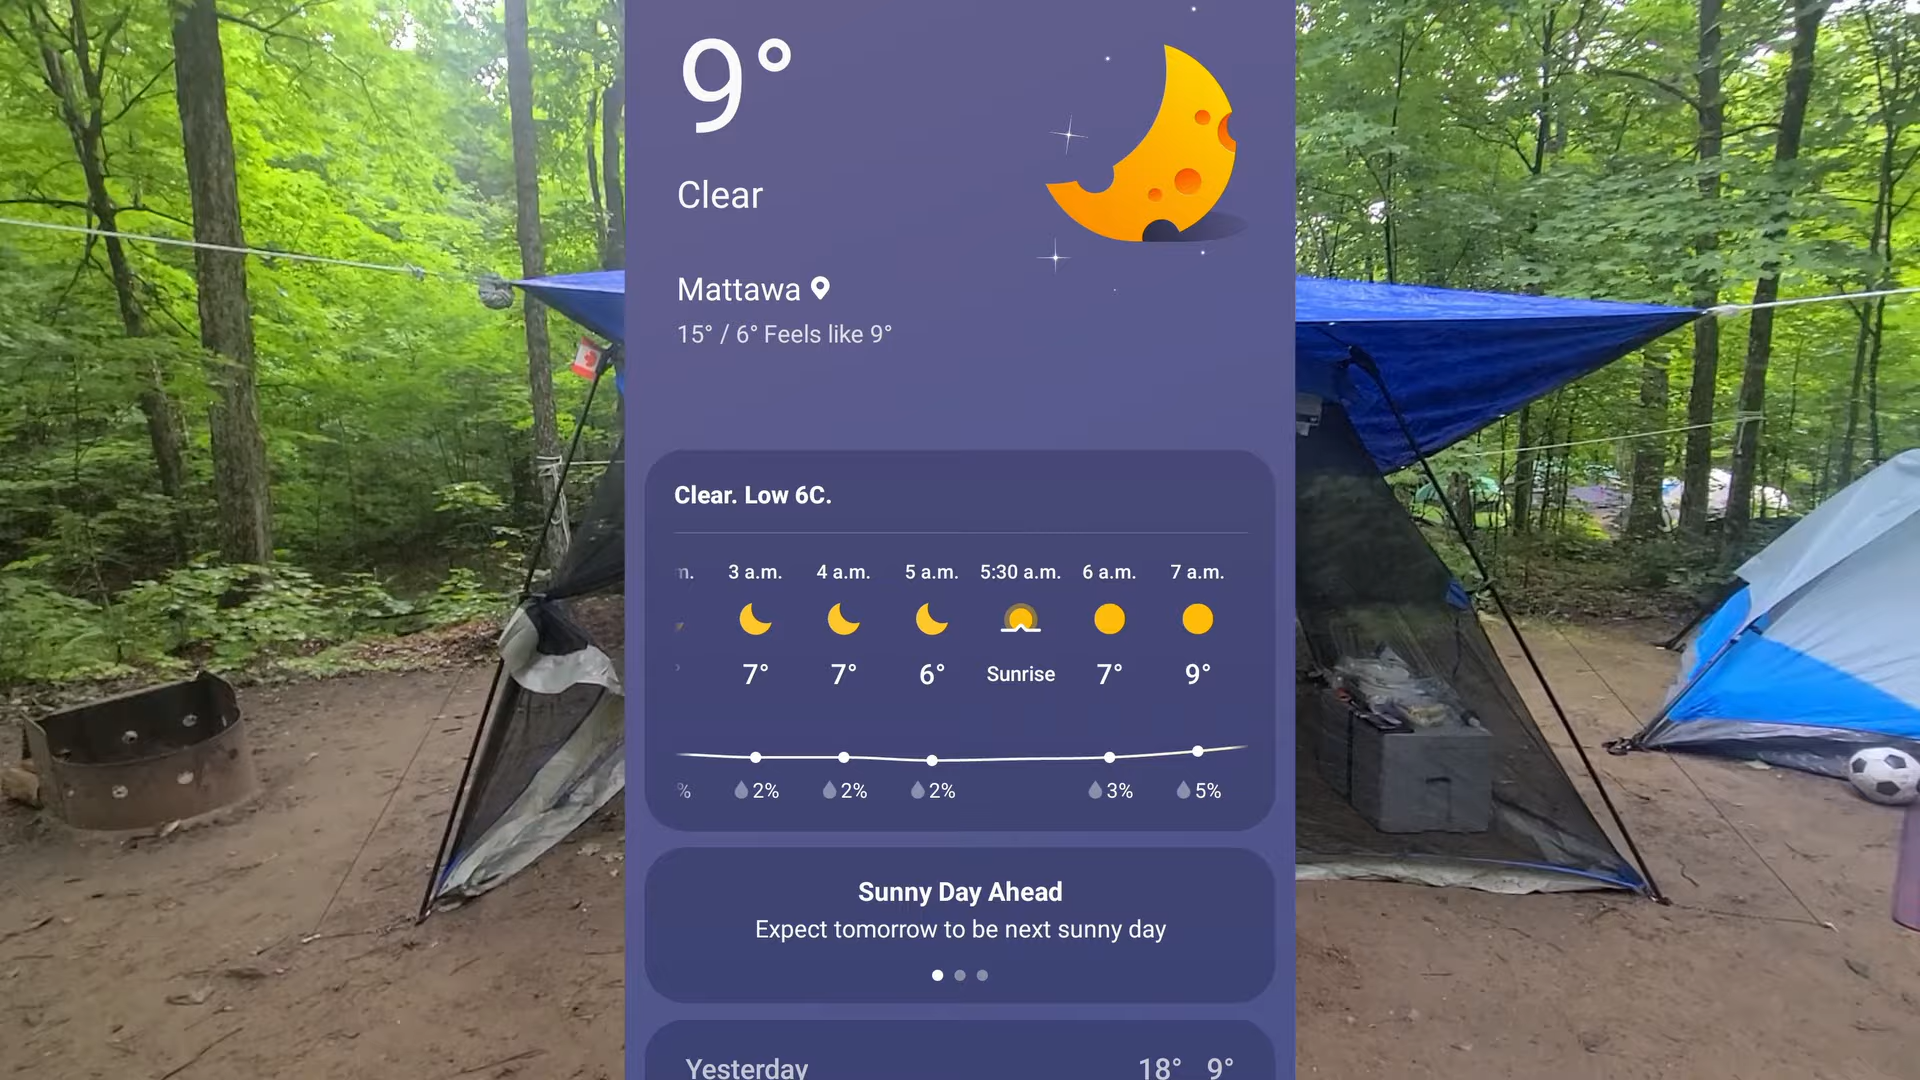 9°
Clear
Mattawa
15° / 6° Feels like 9°
Clear. Low 6C.
m. 3 a.m. 4 a.m. 5 a.m. 5:30 a.m. 6 a.m. 7 a.m.
° 7° 7° 6° Sunrise 7° 9°
% 2% 2% 2% 3% 5%
Sunny Day Ahead
Expect tomorrow to be next sunny day
Yesterday 18° 9°